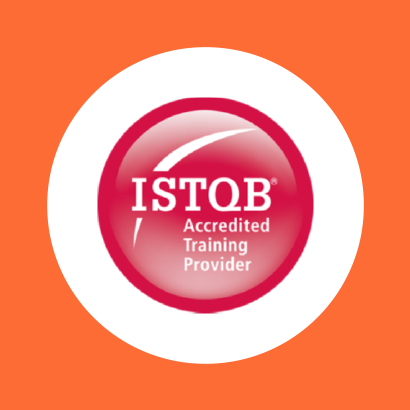 ISTQB®
Accredited
Training
Provider